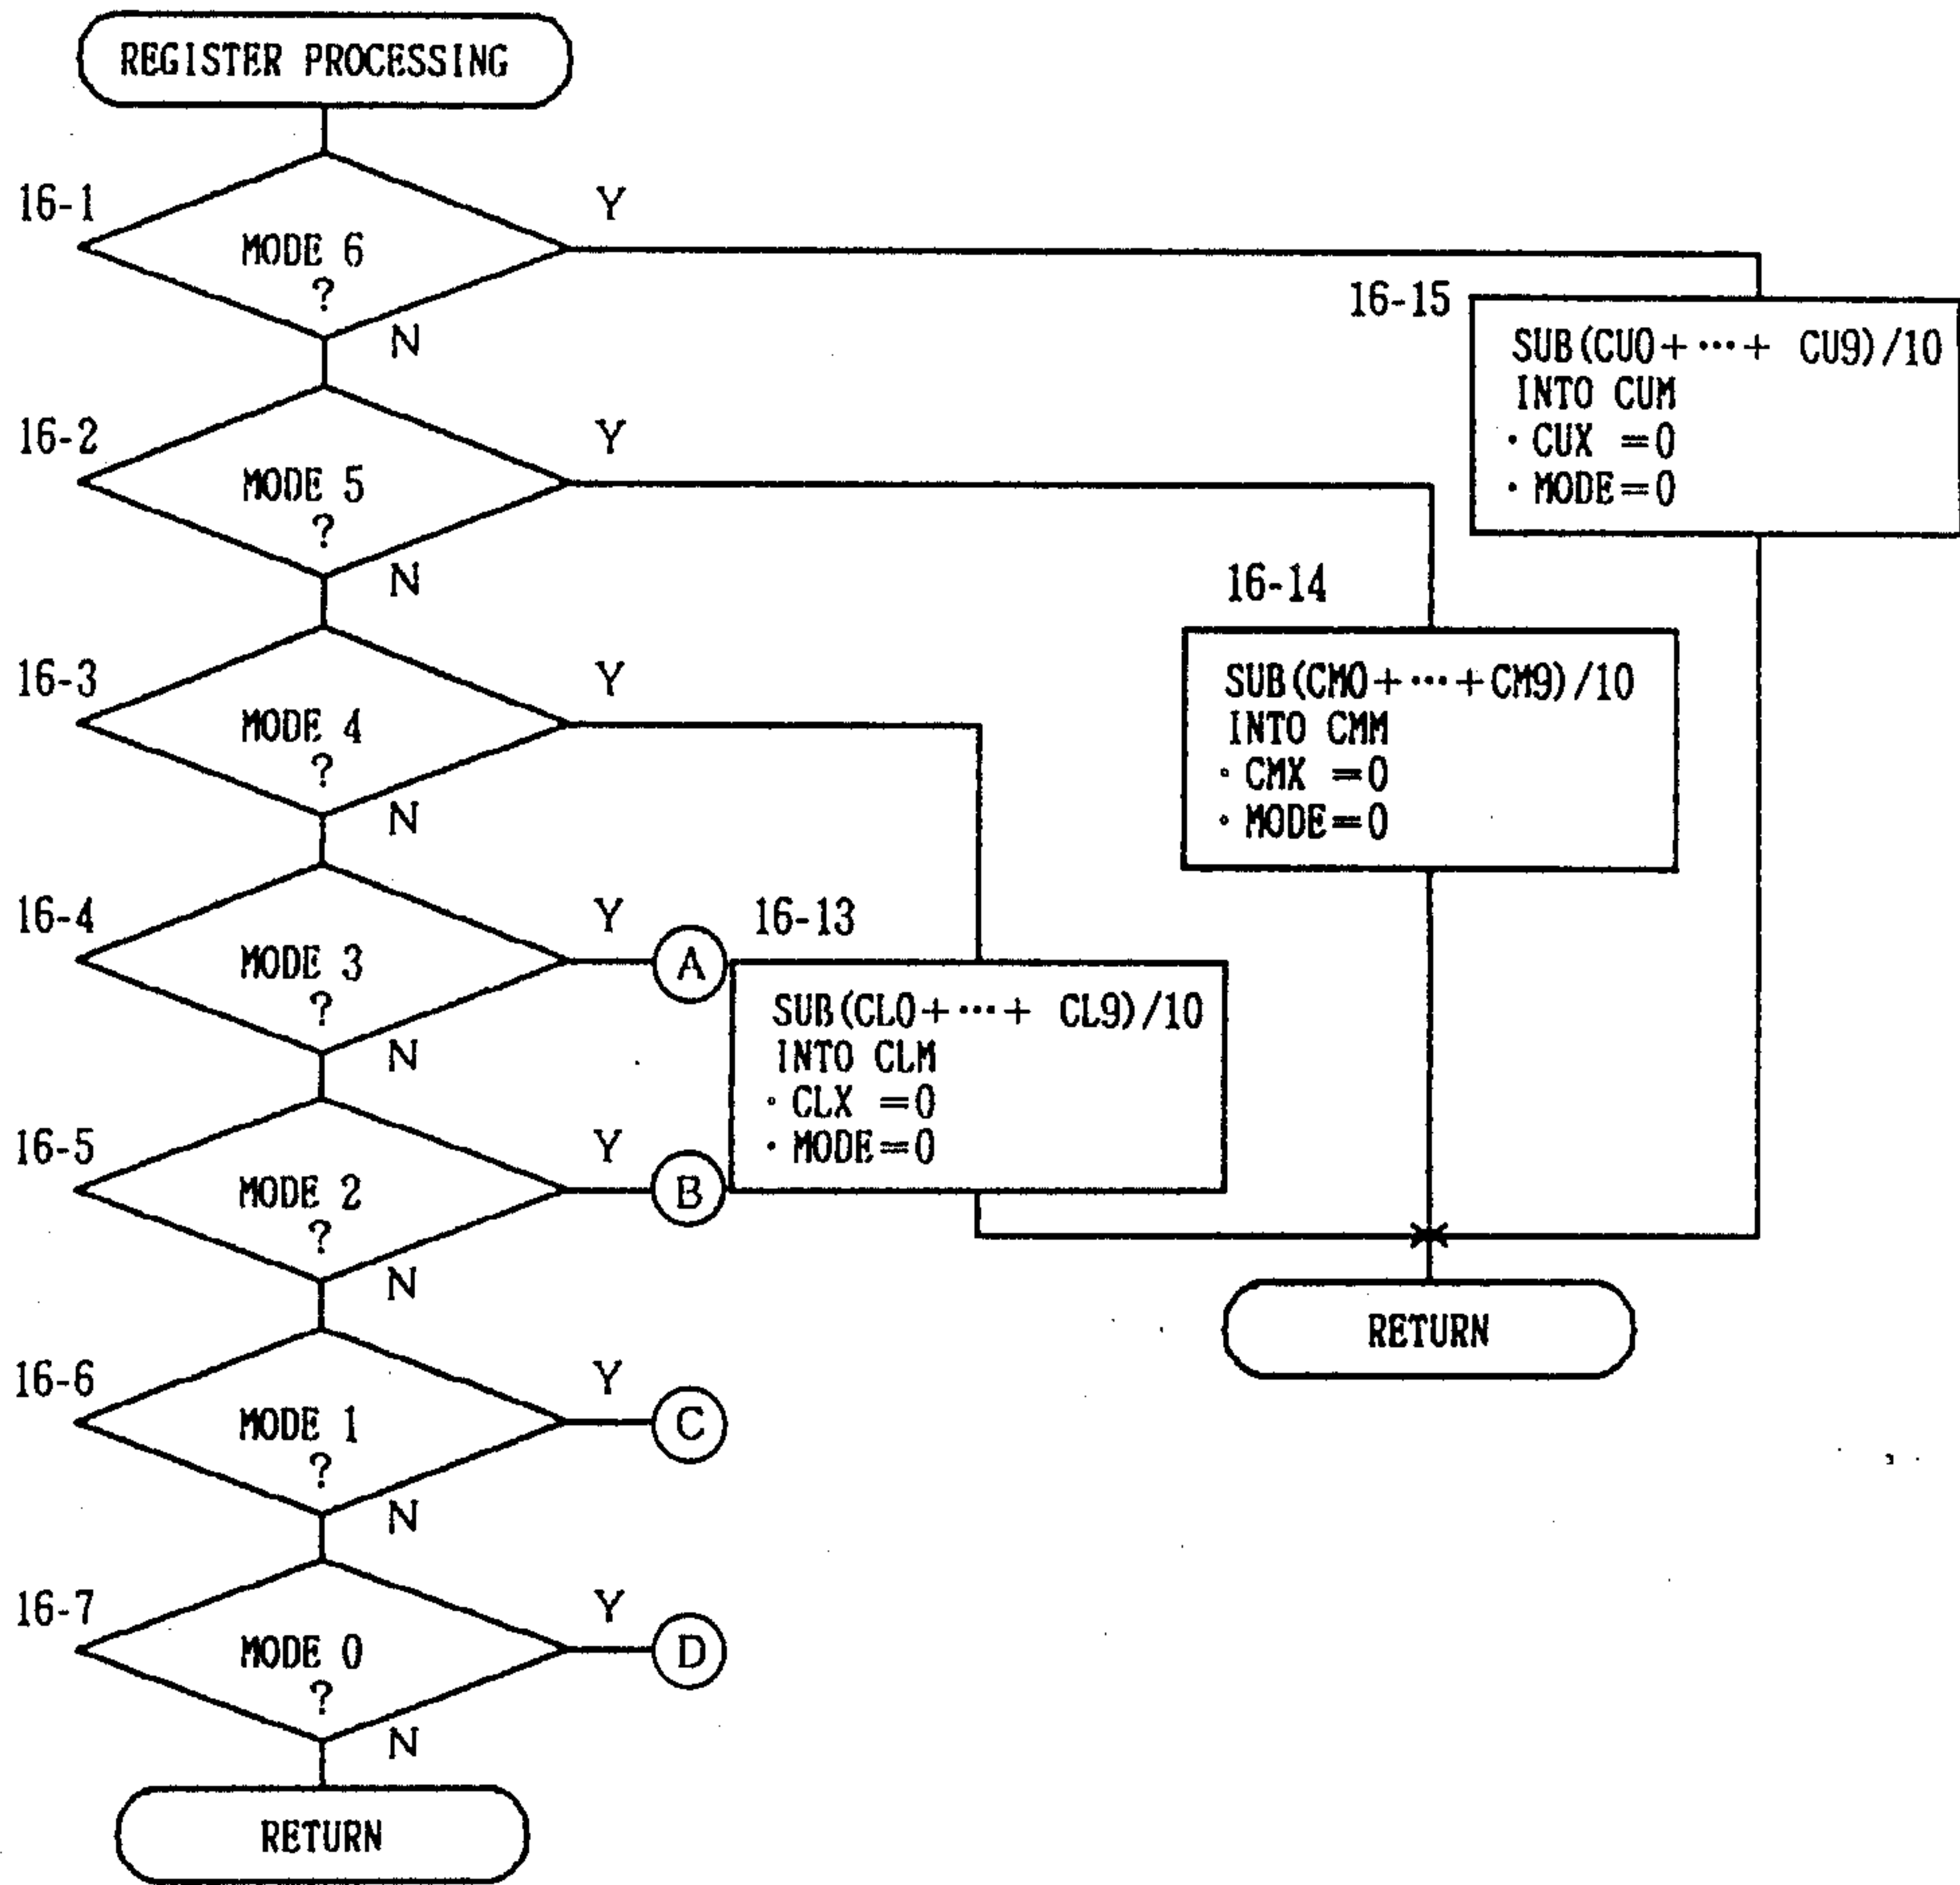 REGISTER PROCESSING
16-1
MODE 6
?
Y
N
16-15
SUB(CU0+···+ CU9)/10
INTO CUM
· CUX =0
· MODE=0
16-2
MODE 5
?
Y
N
16-14
SUB(CM0+···+CM9)/10
INTO CMM
· CMX =0
· MODE=0
16-3
MODE 4
?
Y
N
16-4
MODE 3
?
Y
N
A
16-13
SUB(CL0+···+ CL9)/10
INTO CLM
· CLX =0
· MODE=0
16-5
MODE 2
?
Y
N
B
RETURN
16-6
MODE 1
?
Y
N
C
16-7
MODE 0
?
Y
N
D
RETURN